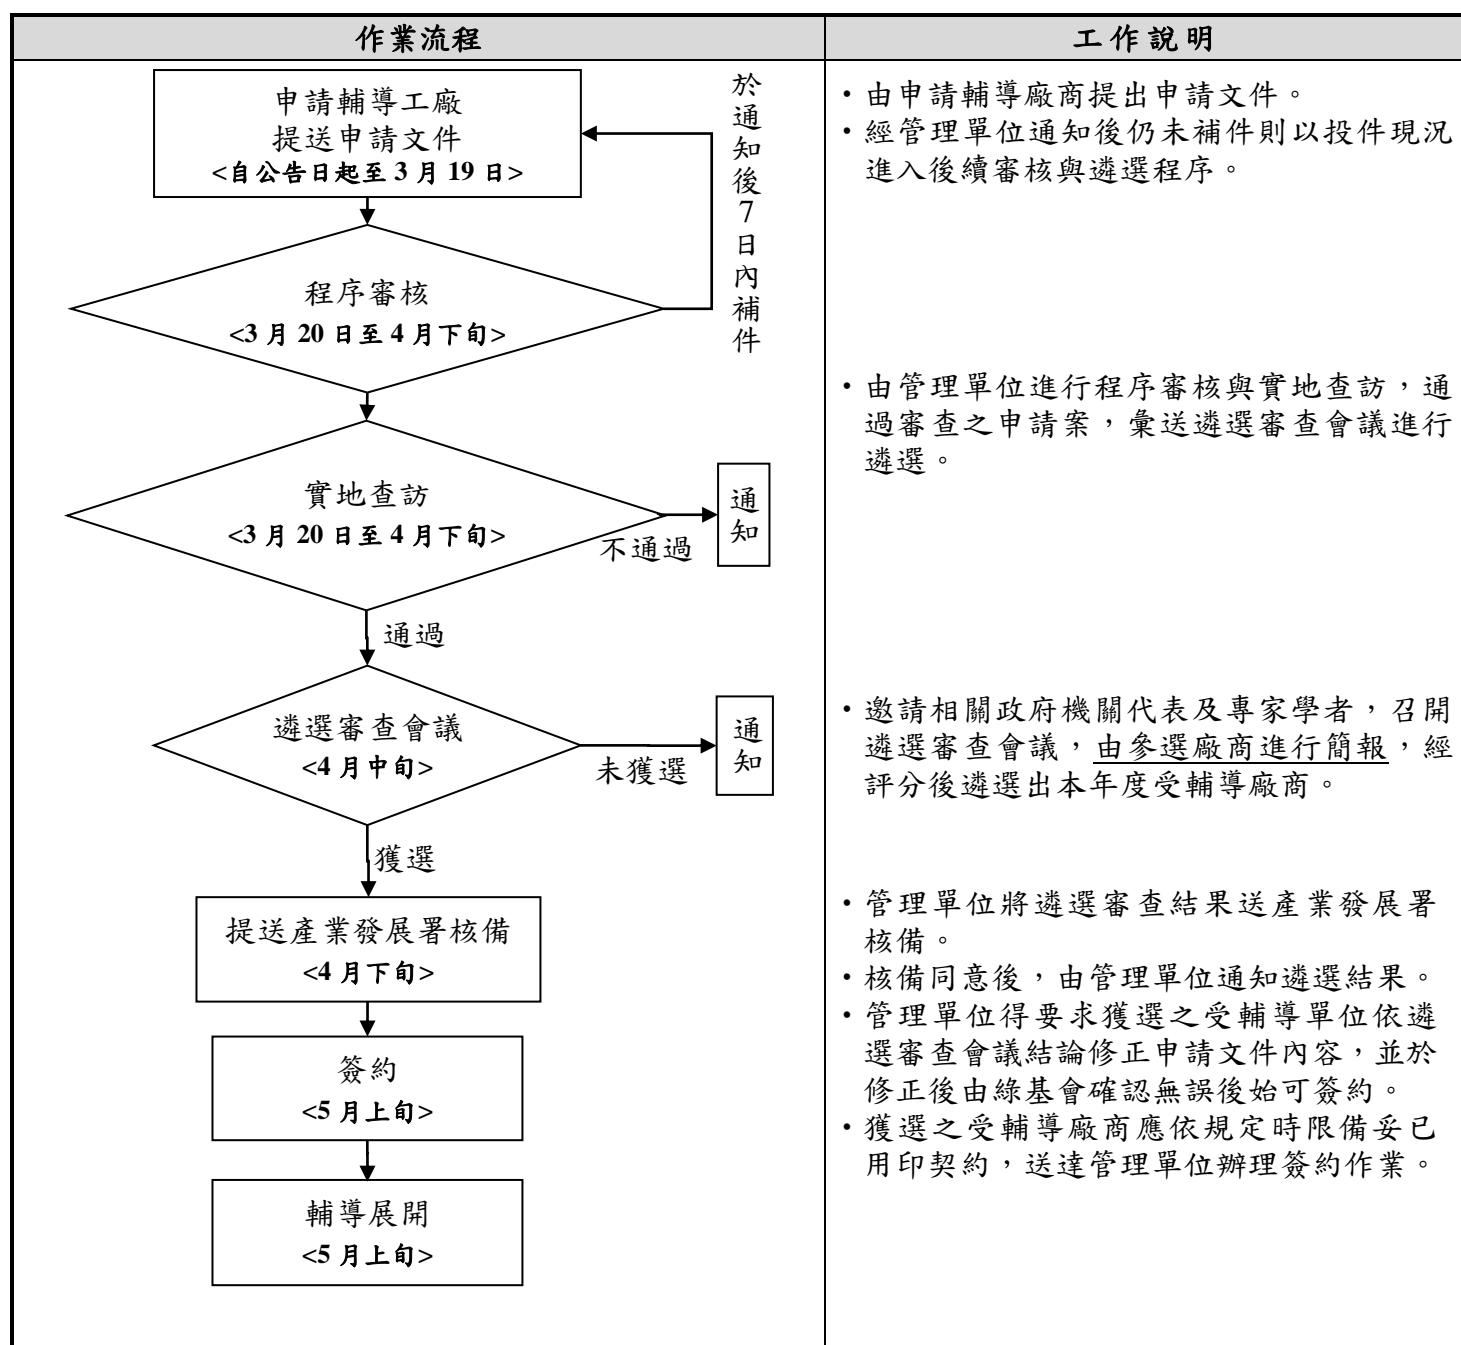 作業流程
工作說明
申請輔導工廠
提送申請文件
<自公告日起至 3 月 19 日>
於通知後7日內補件
程序審核
<3 月 20 日至 4 月下旬>
實地查訪
<3 月 20 日至 4 月下旬>
不通過
通知
通過
遴選審查會議
<4 月中旬>
未獲選
通知
獲選
提送產業發展署核備
<4 月下旬>
簽約
<5 月上旬>
輔導展開
<5 月上旬>
・由申請輔導廠商提出申請文件。
・經管理單位通知後仍未補件則以投件現況
進入後續審核與遴選程序。
・由管理單位進行程序審核與實地查訪，通
過審查之申請案，彙送遴選審查會議進行
遴選。
・邀請相關政府機關代表及專家學者，召開
遴選審查會議，由參選廠商進行簡報，經
評分後遴選出本年度受輔導廠商。
・管理單位將遴選審查結果送產業發展署
核備。
・核備同意後，由管理單位通知遴選結果。
・管理單位得要求獲選之受輔導單位依遴
選審查會議結論修正申請文件內容，並於
修正後由綠基會確認無誤後始可簽約。
・獲選之受輔導廠商應依規定時限備妥已
用印契約，送達管理單位辦理簽約作業。